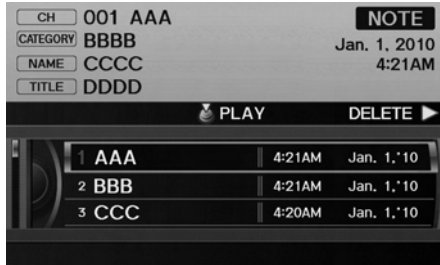 CH 001 AAA NOTE
CATEGORY BBBB Jan. 1, 2010
NAME CCCC 4:21AM
TITLE DDDD
PLAY DELETE
1 AAA 4:21AM Jan. 1,'10
2 BBB 4:21AM Jan. 1,'10
3 CCC 4:20AM Jan. 1,'10